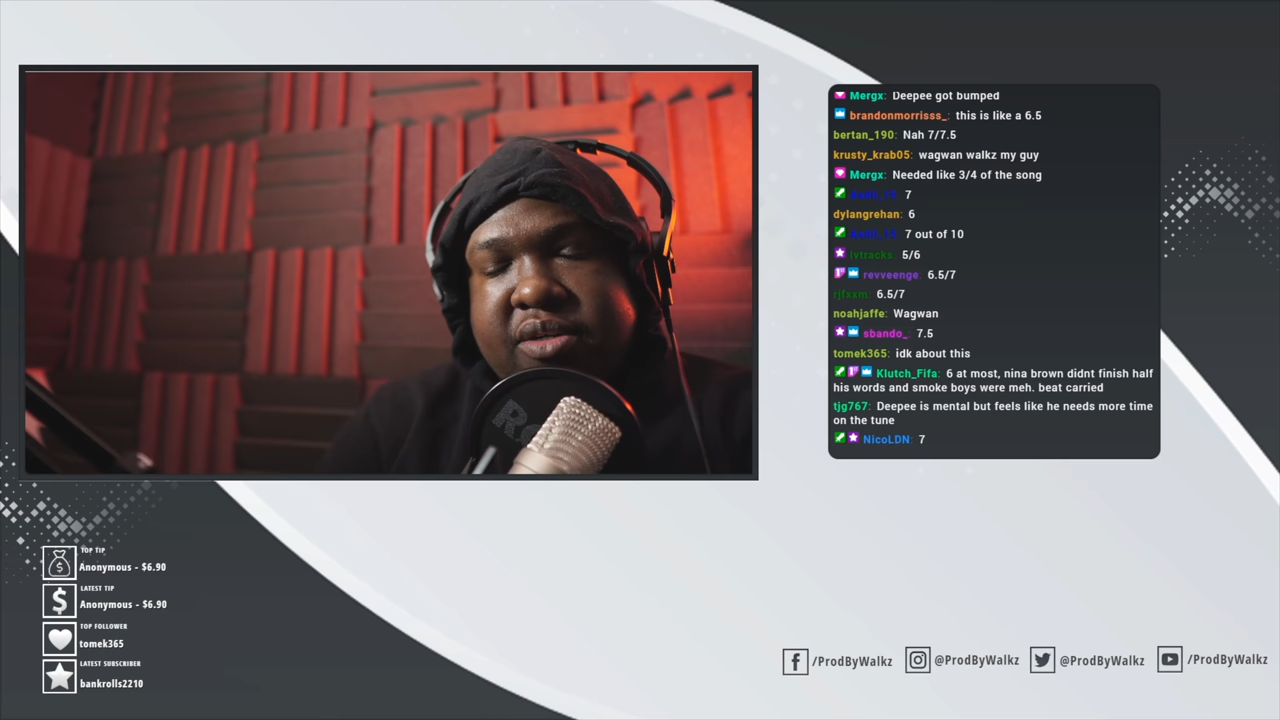 Mergx: Deepee got bumped
brandonmorrisss_: this is like a 6.5
bertan_190: Nah 7/7.5
krusty_krab05: wagwan walkz my guy
Mergx: Needed like 3/4 of the song
7
dylangrehan: 6
7 out of 10
lvtracks: 5/6
revveenge: 6.5/7
rjfxxm: 6.5/7
noahjaffe: Wagwan
sbando_: 7.5
tomek365: idk about this
Klutch_Fifa: 6 at most, nina brown didnt finish half
his words and smoke boys were meh. beat carried
tjg767: Deepee is mental but feels like he needs more time
on the tune
NicoLDN: 7
TOP TIP
Anonymous - $6.90
LATEST TIP
Anonymous - $6.90
TOP FOLLOWER
tomek365
LATEST SUBSCRIBER
bankrolls2210
/ProdByWalkz @ProdByWalkz @ProdByWalkz /ProdByWalkz